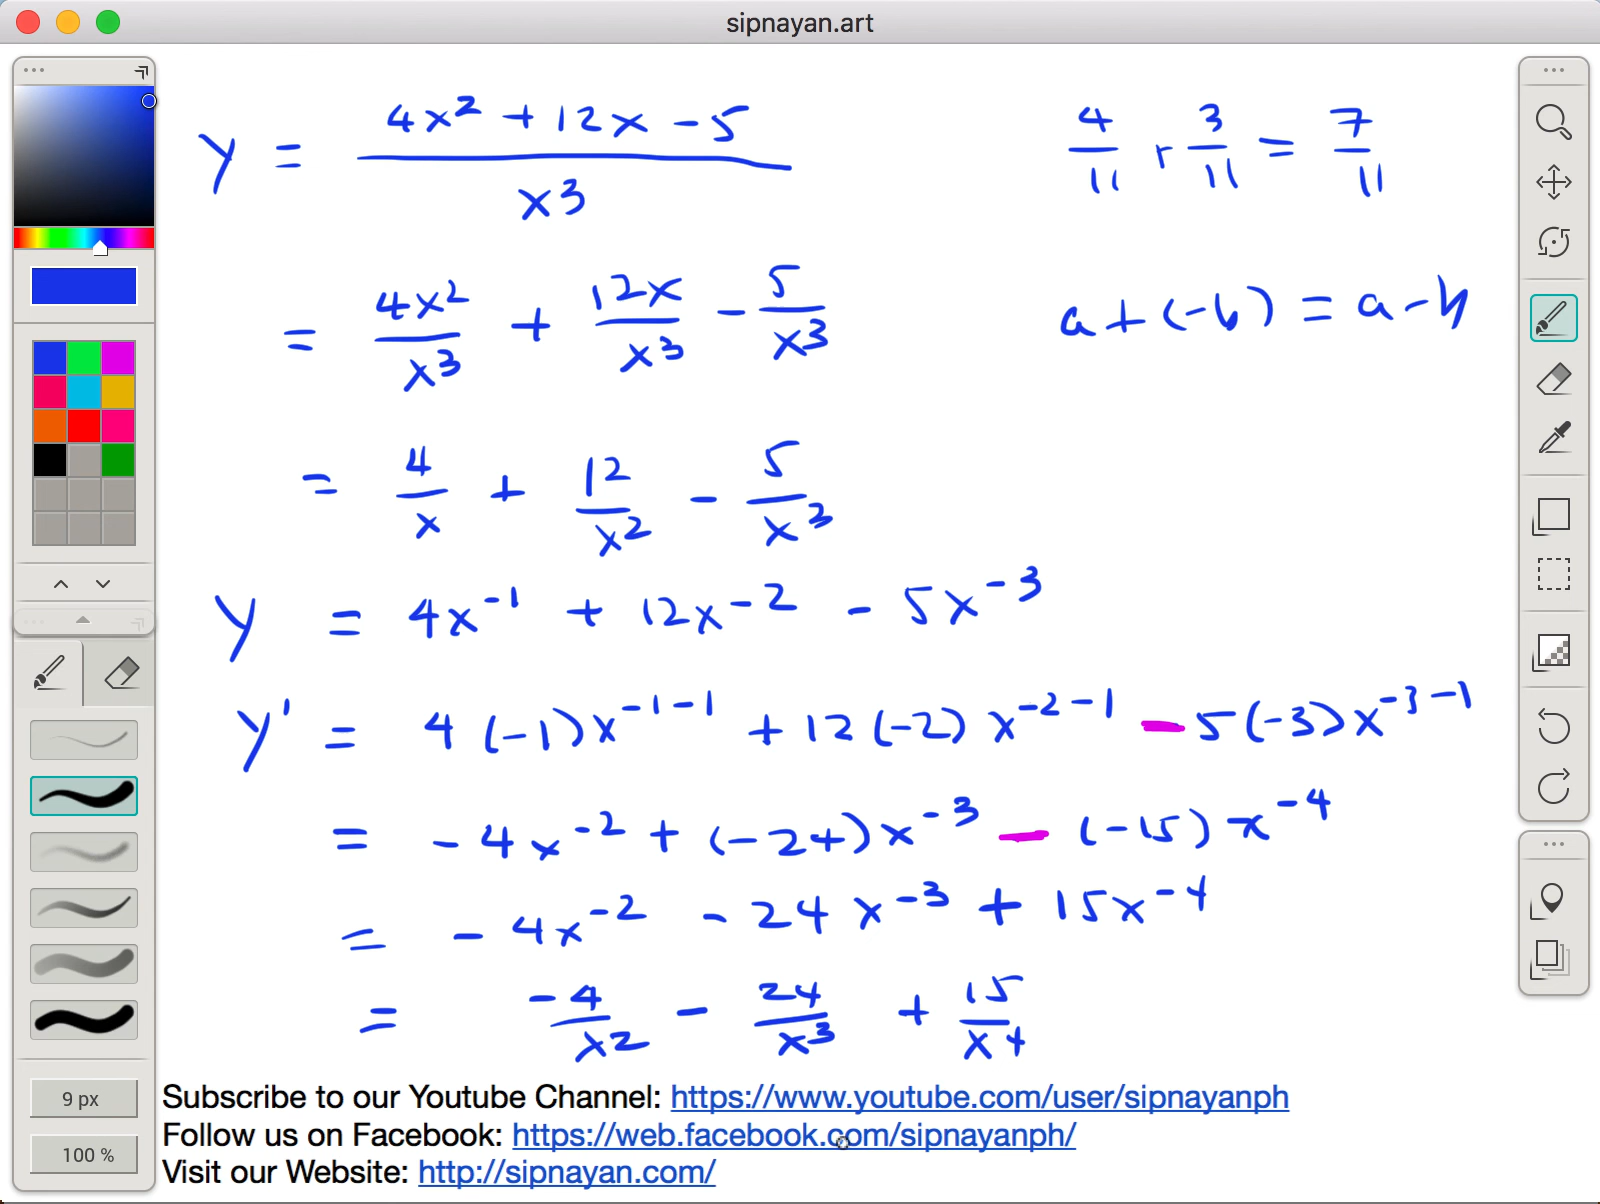 sipnayan.art
y = (4x² + 12x - 5) / x³
4/11 + 3/11 = 7/11
= 4x²/x³ + 12x/x³ - 5/x³
a + (-b) = a - b
= 4/x + 12/x² - 5/x³
y = 4x⁻¹ + 12x⁻² - 5x⁻³
y' = 4(-1)x⁻¹⁻¹ + 12(-2)x⁻²⁻¹ - 5(-3)x⁻³⁻¹
= -4x⁻² + (-24)x⁻³ - (-15)x⁻⁴
= -4x⁻² - 24x⁻³ + 15x⁻⁴
= -4/x² - 24/x³ + 15/x⁴
9 px
100 %
Subscribe to our Youtube Channel: https://www.youtube.com/user/sipnayanph
Follow us on Facebook: https://web.facebook.com/sipnayanph/
Visit our Website: http://sipnayan.com/